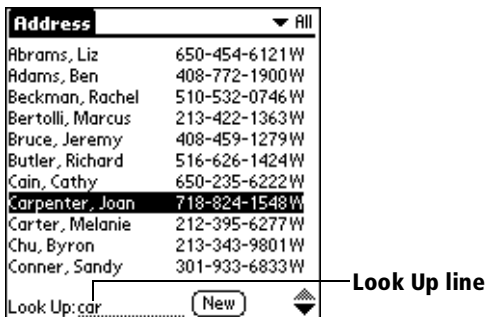 Address All
Abrams, Liz 650-454-6121W
Adams, Ben 408-772-1900W
Beckman, Rachel 510-532-0746W
Bertolli, Marcus 213-422-1363W
Bruce, Jeremy 408-459-1279W
Butler, Richard 516-626-1424W
Cain, Cathy 650-235-6222W
Carpenter, Joan 718-824-1548W
Carter, Melanie 212-395-6277W
Chu, Byron 213-343-9801W
Conner, Sandy 301-933-6833W
Look Up line
Look Up: car New